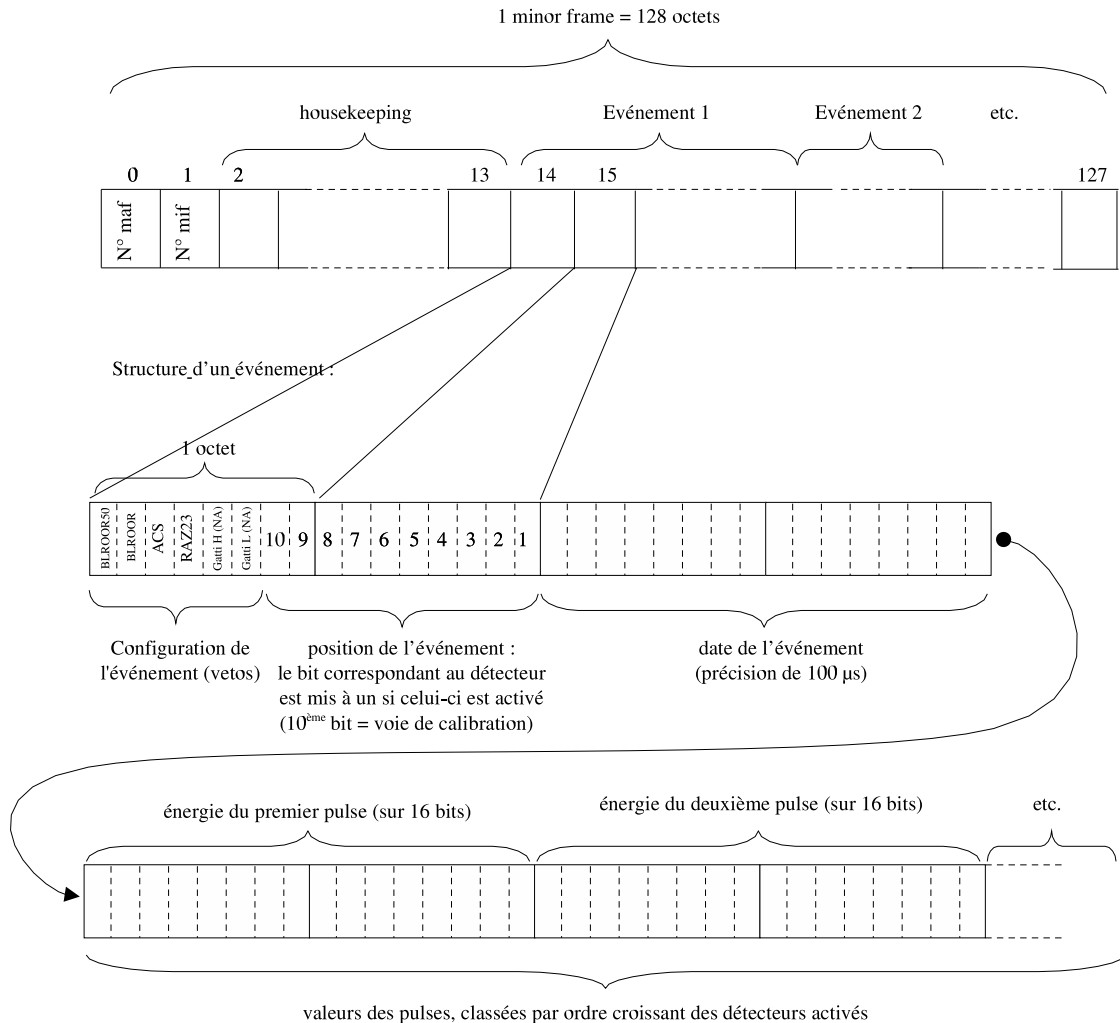 1 minor frame = 128 octets
housekeeping
Evénement 1
Evénement 2
etc.
0
1
2
13
14
15
127
N° maf
N° mif
Structure d'un événement :
1 octet
BLROOR50
BLROOR
ACS
RAZ23
Gatti H (NA)
Gatti L (NA)
10
9
8
7
6
5
4
3
2
1
Configuration de
l'événement (vetos)
position de l'événement :
le bit correspondant au détecteur
est mis à un si celui-ci est activé
(10ème bit = voie de calibration)
date de l'événement
(précision de 100 µs)
énergie du premier pulse (sur 16 bits)
énergie du deuxième pulse (sur 16 bits)
etc.
valeurs des pulses, classées par ordre croissant des détecteurs activés